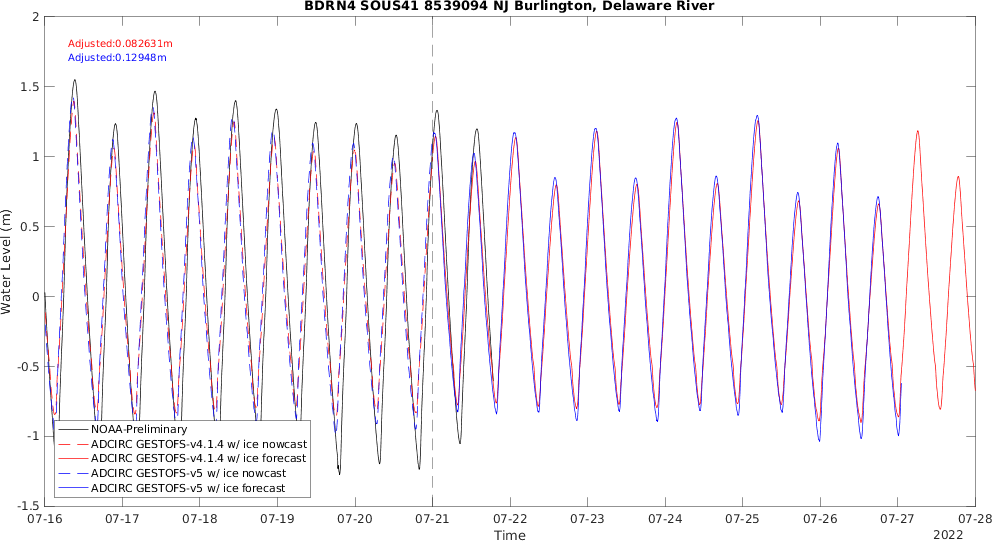 BDRN4 SOUS41 8539094 NJ Burlington, Delaware River
Adjusted:0.082631m
Adjusted:0.12948m
Water Level (m)
2
1.5
1
0.5
0
-0.5
-1
-1.5
NOAA-Preliminary
ADCIRC GESTOFS-v4.1.4 w/ ice nowcast
ADCIRC GESTOFS-v4.1.4 w/ ice forecast
ADCIRC GESTOFS-v5 w/ ice nowcast
ADCIRC GESTOFS-v5 w/ ice forecast
07-16 07-17 07-18 07-19 07-20 07-21 07-22 07-23 07-24 07-25 07-26 07-27 07-28
Time
2022